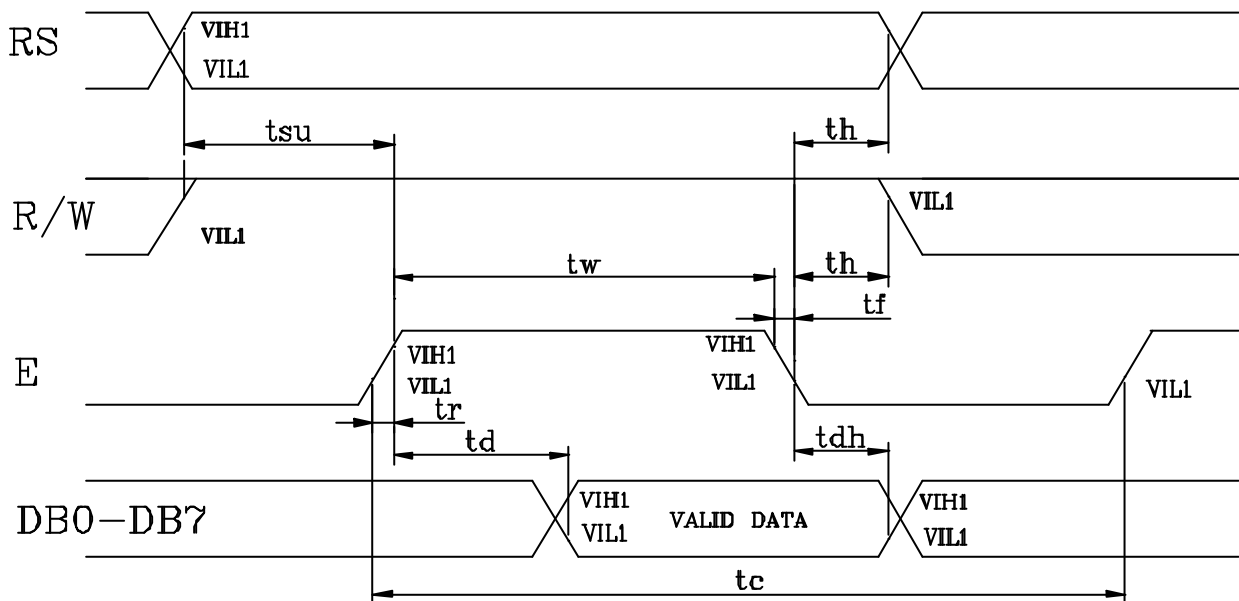 RS
VIH1
VIL1
tsu
th
R/W
VIL1
VIL1
tw
th
tf
E
VIH1
VIL1
VIH1
VIL1
VIL1
tr
td
tdh
DB0-DB7
VIH1
VIL1
VALID DATA
VIH1
VIL1
tc